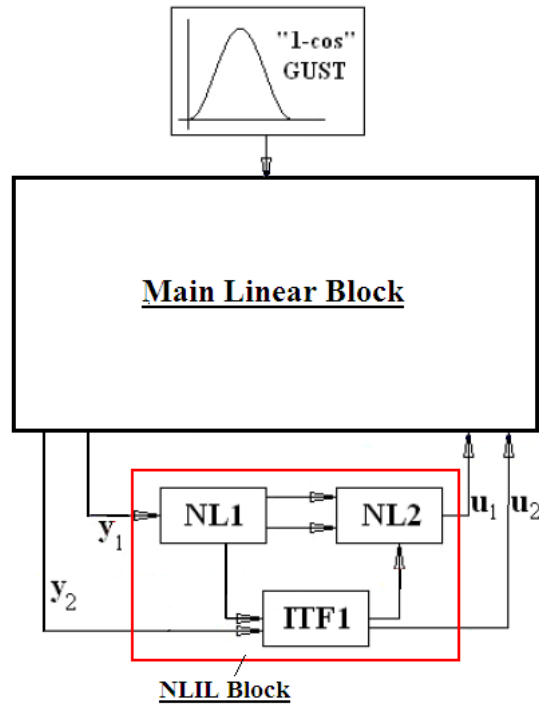 "1-cos"
GUST
Main Linear Block
NL1
NL2
u1
u2
y1
y2
ITF1
NLIL Block